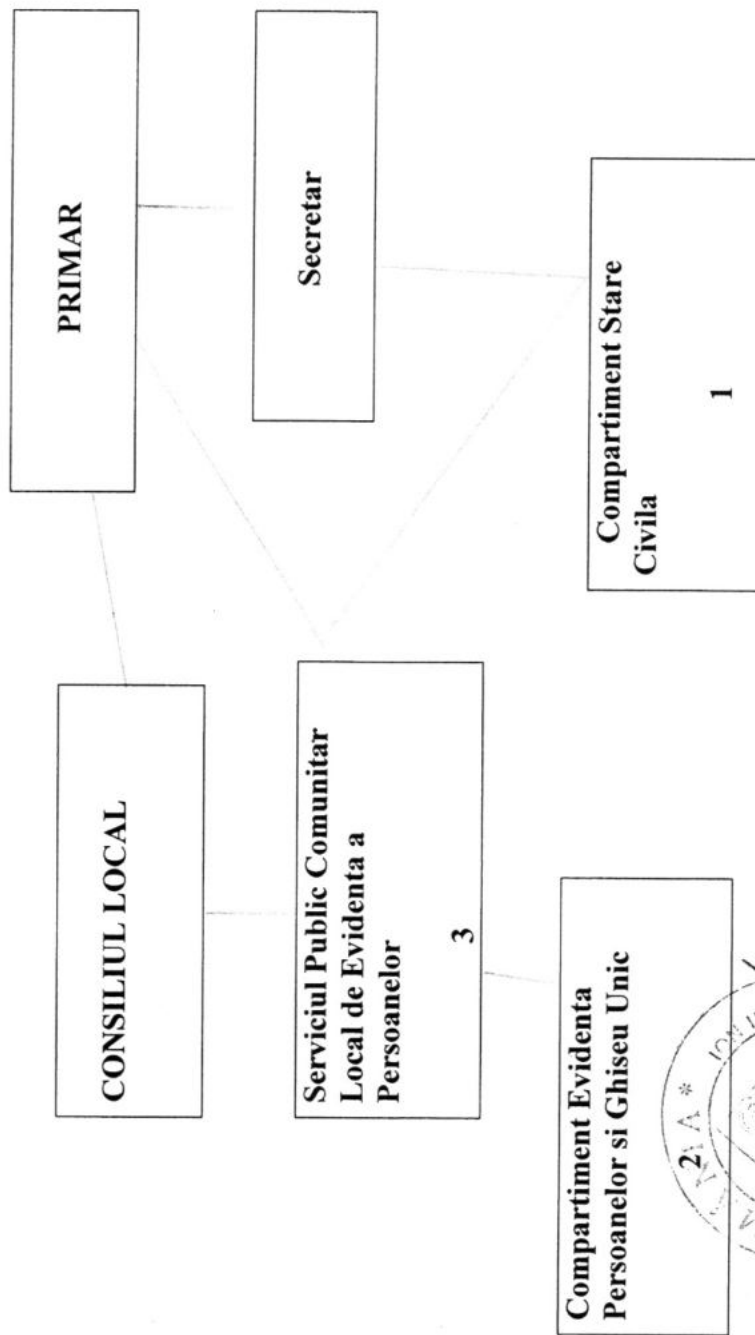 PRIMAR
CONSILIUL LOCAL
Secretar
Serviciul Public Comunitar
Local de Evidenta a
Persoanelor
3
Compartiment Stare
Civila
1
Compartiment Evidenta
Persoanelor si Ghiseu Unic
2